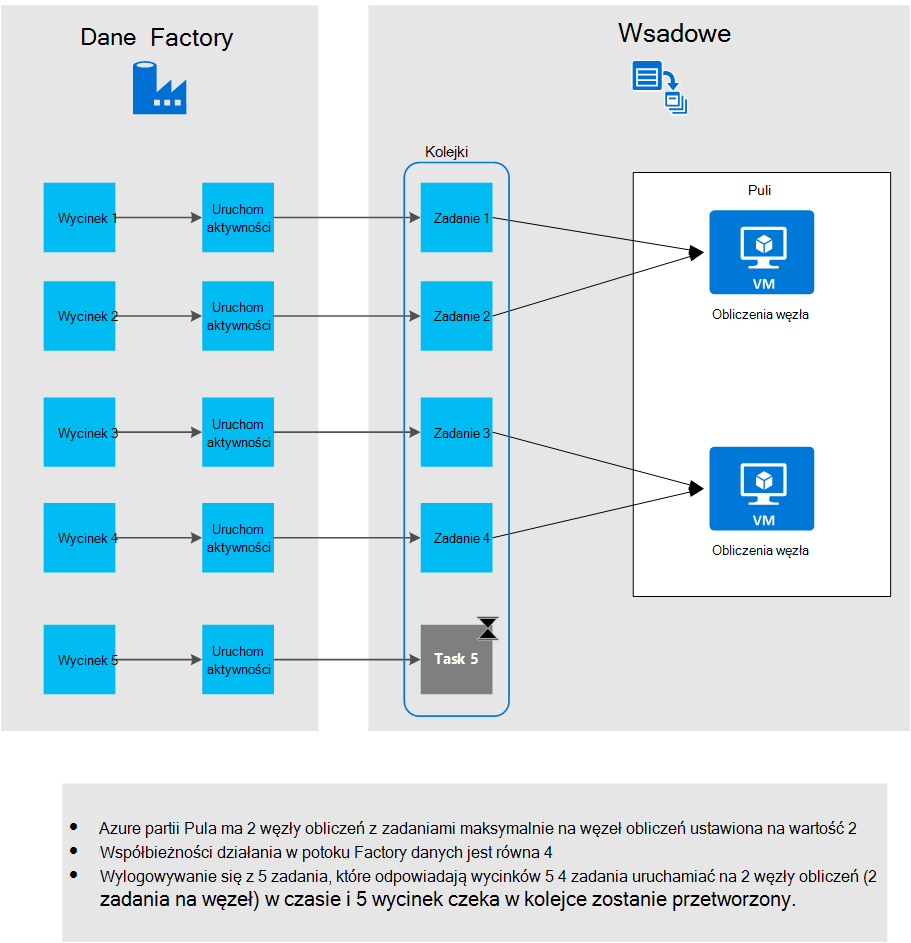 Dane Factory
Wsadowe
Kolejki
Puli
Wycinek 1
Uruchom
aktywności
Zadanie 1
VM
Obliczenia węzła
Wycinek 2
Uruchom
aktywności
Zadanie 2
Wycinek 3
Uruchom
aktywności
Zadanie 3
VM
Obliczenia węzła
Wycinek 4
Uruchom
aktywności
Zadanie 4
Wycinek 5
Uruchom
aktywności
Task 5
• Azure partii Pula ma 2 węzły obliczeń z zadaniami maksymalnie na węzeł obliczeń ustawiona na wartość 2
• Współbieżności działania w potoku Factory danych jest równa 4
• Wylogowywanie się z 5 zadania, które odpowiadają wycinków 5 4 zadania uruchamiać na 2 węzły obliczeń (2
zadania na węzeł) w czasie i 5 wycinek czeka w kolejce zostanie przetworzony.